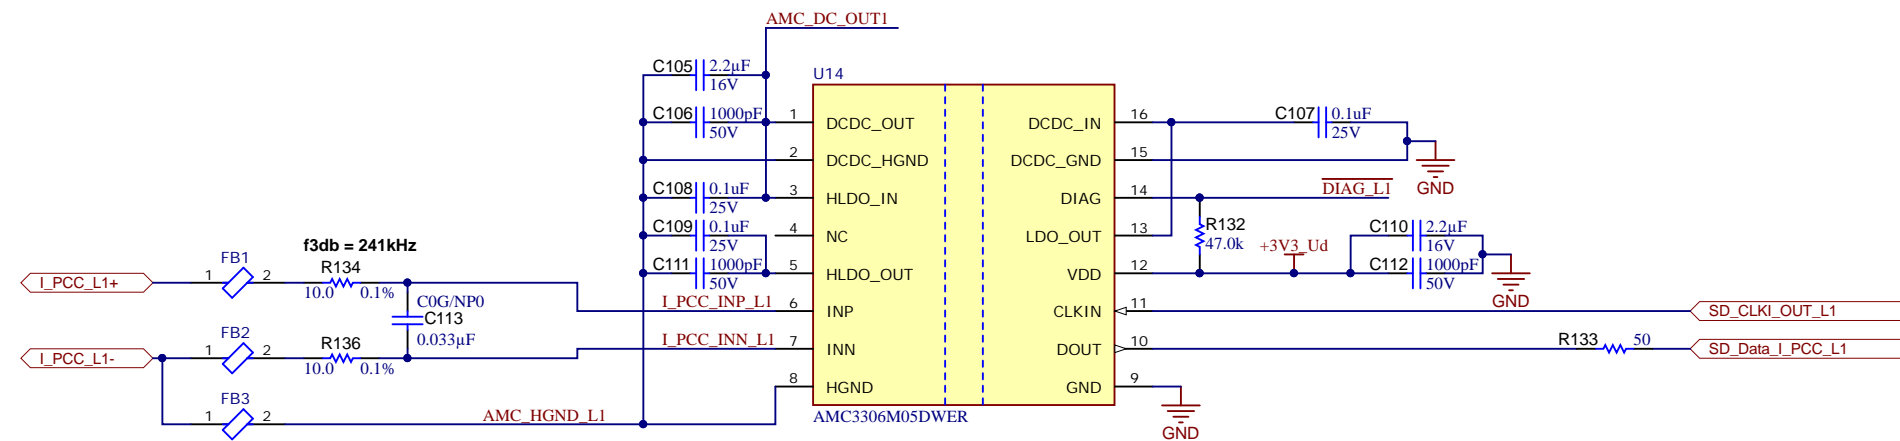 AMC_DC_OUT1
C105 2.2µF
16V
U14
C106 1000pF
50V
1 DCDC_OUT
DCDC_IN 16
C107 0.1uF
25V
2 DCDC_HGND
DCDC_GND 15
GND
C108 0.1uF
25V
3 HLDO_IN
DIAG 14
DIAG_L1
C109 0.1uF
25V
4 NC
LDO_OUT 13
R132
47.0k
+3V3_Ud
C110 2.2µF
16V
C111 1000pF
50V
5 HLDO_OUT
VDD 12
C112 1000pF
50V
GND
f3db = 241kHz
I_PCC_L1+
1 FB1 2
R134
10.0 0.1%
C0G/NP0
C113
0.033µF
I_PCC_INP_L1 6 INP
CLKIN 11
SD_CLKI_OUT_L1
I_PCC_L1-
1 FB2 2
R136
10.0 0.1%
I_PCC_INN_L1 7 INN
DOUT 10
R133 50
SD_Data_I_PCC_L1
8 HGND
GND 9
GND
1 FB3 2
AMC_HGND_L1
AMC3306M05DWER